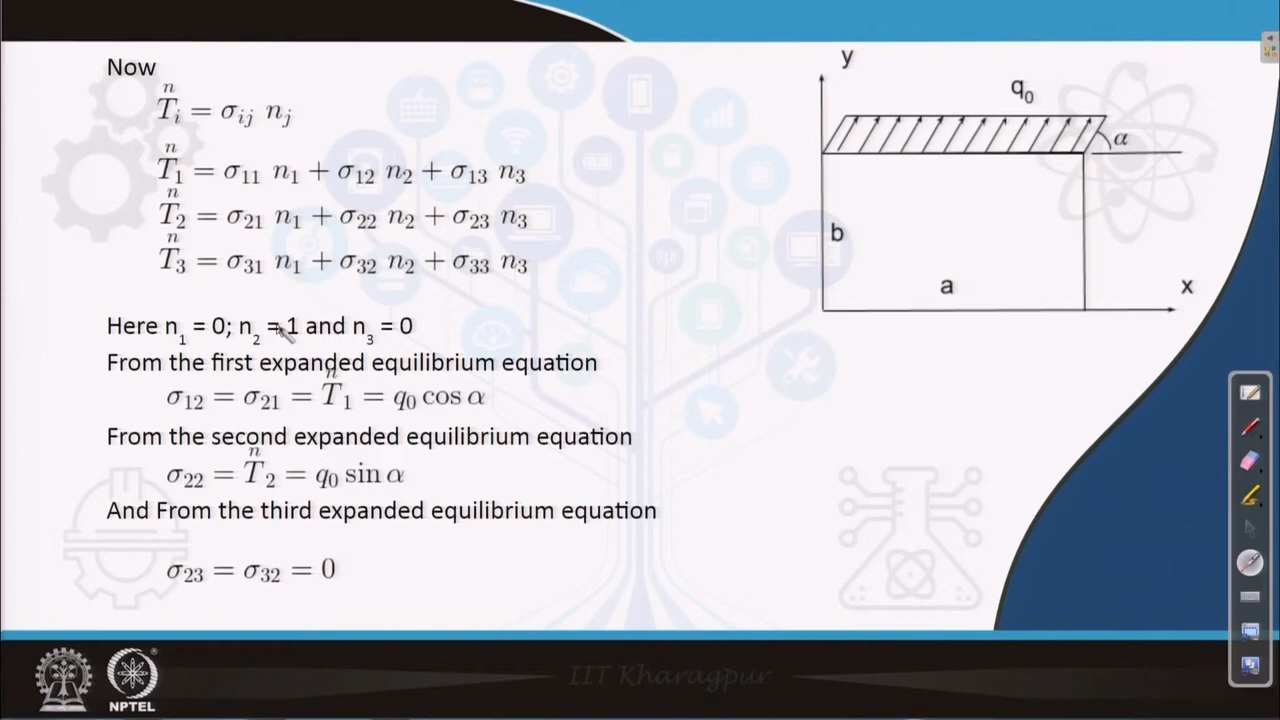 Now
n
T_i = σ_ij n_j
n
T_1 = σ_11 n_1 + σ_12 n_2 + σ_13 n_3
n
T_2 = σ_21 n_1 + σ_22 n_2 + σ_23 n_3
n
T_3 = σ_31 n_1 + σ_32 n_2 + σ_33 n_3
Here n_1 = 0; n_2 = 1 and n_3 = 0
From the first expanded equilibrium equation
n
σ_12 = σ_21 = T_1 = q_0 cos α
From the second expanded equilibrium equation
n
σ_22 = T_2 = q_0 sin α
And From the third expanded equilibrium equation
σ_23 = σ_32 = 0
y
q_0
α
b
a
x
IIT Kharagpur
NPTEL